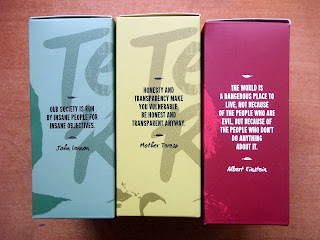 OUR SOCIETY IS RUN
BY INSANE PEOPLE FOR
INSANE OBJECTIVES.
John Lennon
HONESTY AND
TRANSPARENCY MAKE
YOU VULNERABLE.
BE HONEST AND
TRANSPARENT ANYWAY.
Mother Teresa
THE WORLD IS
A DANGEROUS PLACE TO
LIVE, NOT BECAUSE
OF THE PEOPLE WHO ARE
EVIL, BUT BECAUSE OF
THE PEOPLE WHO DON'T
DO ANYTHING
ABOUT IT.
Albert Einstein